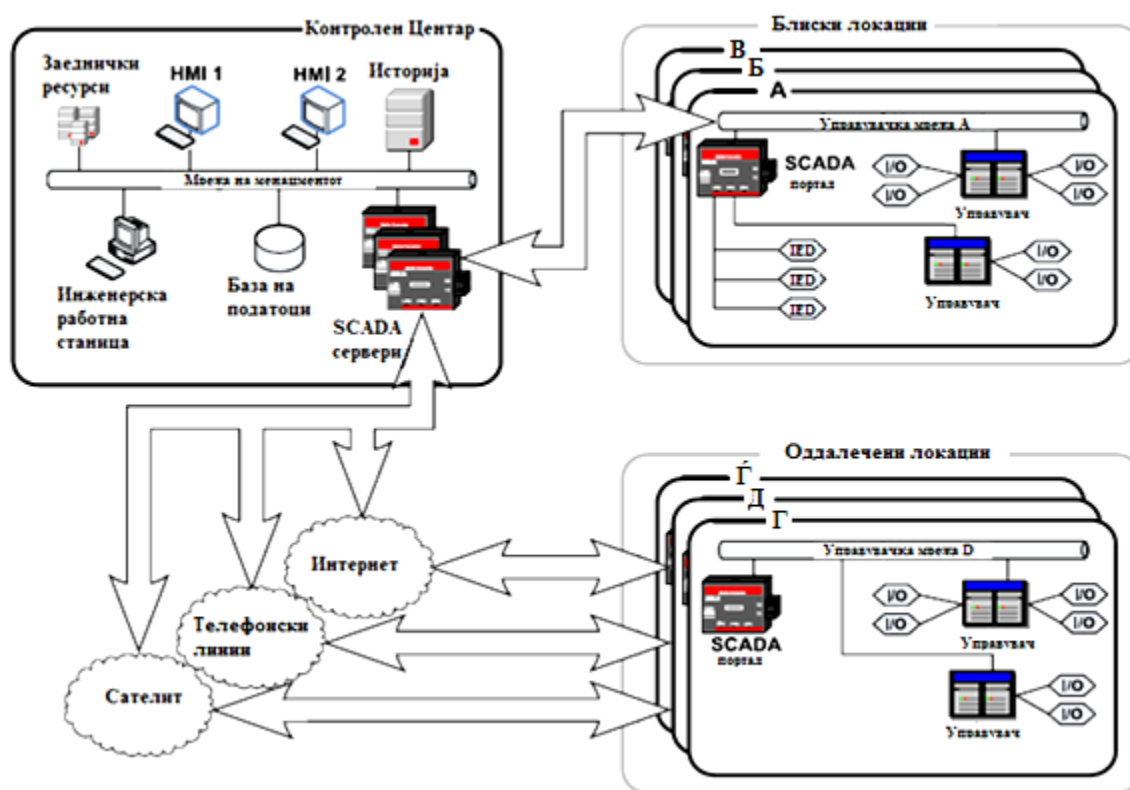 Контролен Центар
Заеднички
ресурси
HMI 1
HMI 2
Историја
Мрежа на менаџментот
Инженерска
работна
станица
База на
податоци
SCADA
сервери
Блиски локации
В
Б
А
Управувачка мрежа А
SCADA
портал
I/O
I/O
I/O
I/O
Управувач
I/O
I/O
Управувач
IED
IED
IED
Интернет
Телефонски
линии
Сателит
Оддалечени локации
Ѓ
Д
Г
Управувачка мрежа D
SCADA
портал
I/O
I/O
I/O
I/O
Управувач
I/O
I/O
Управувач